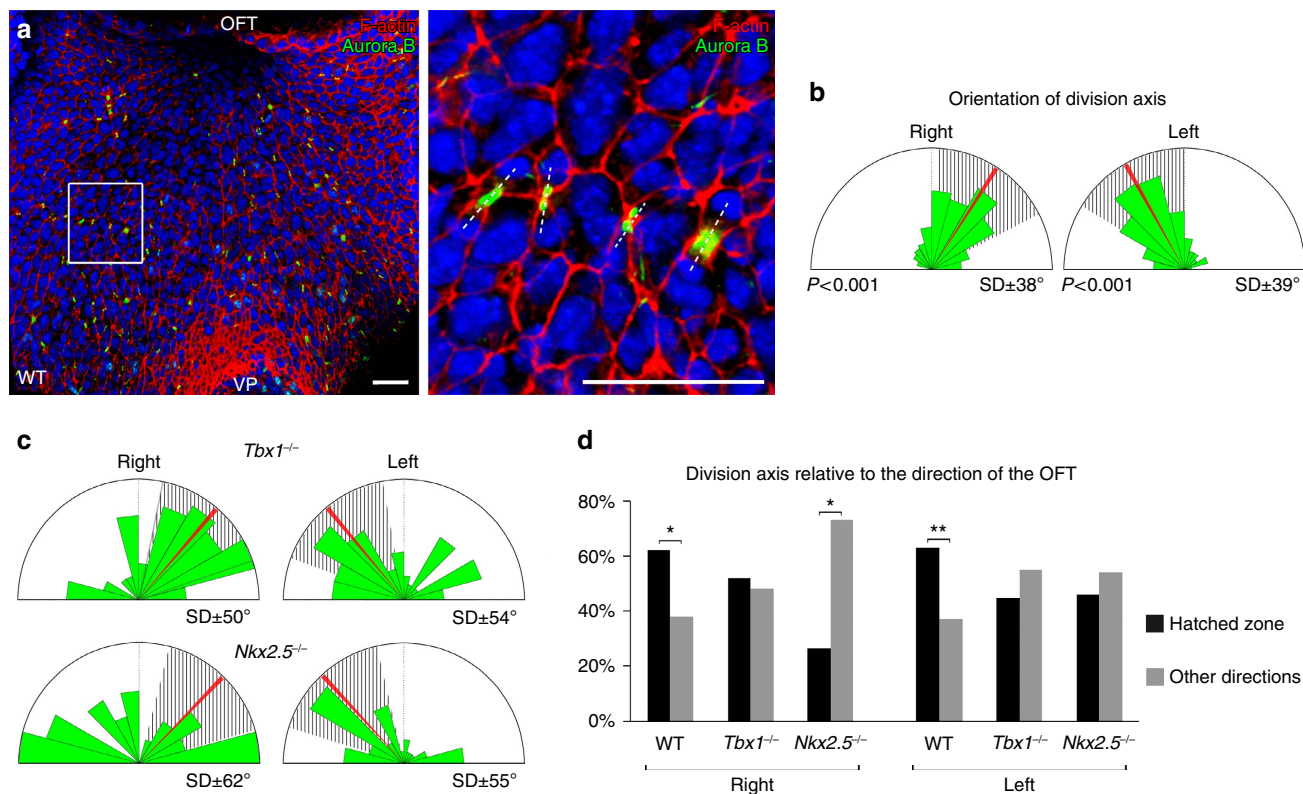 a
OFT
F-actin
Aurora B
WT
VP
F-actin
Aurora B
b
Orientation of division axis
Right
Left
P<0.001
SD±38°
P<0.001
SD±39°
c
Tbx1–/–
Right
Left
SD±50°
SD±54°
Nkx2.5–/–
SD±62°
SD±55°
d
Division axis relative to the direction of the OFT
80%
60%
40%
20%
0%
*
*
**
WT
Tbx1–/–
Nkx2.5–/–
WT
Tbx1–/–
Nkx2.5–/–
Right
Left
Hatched zone
Other directions